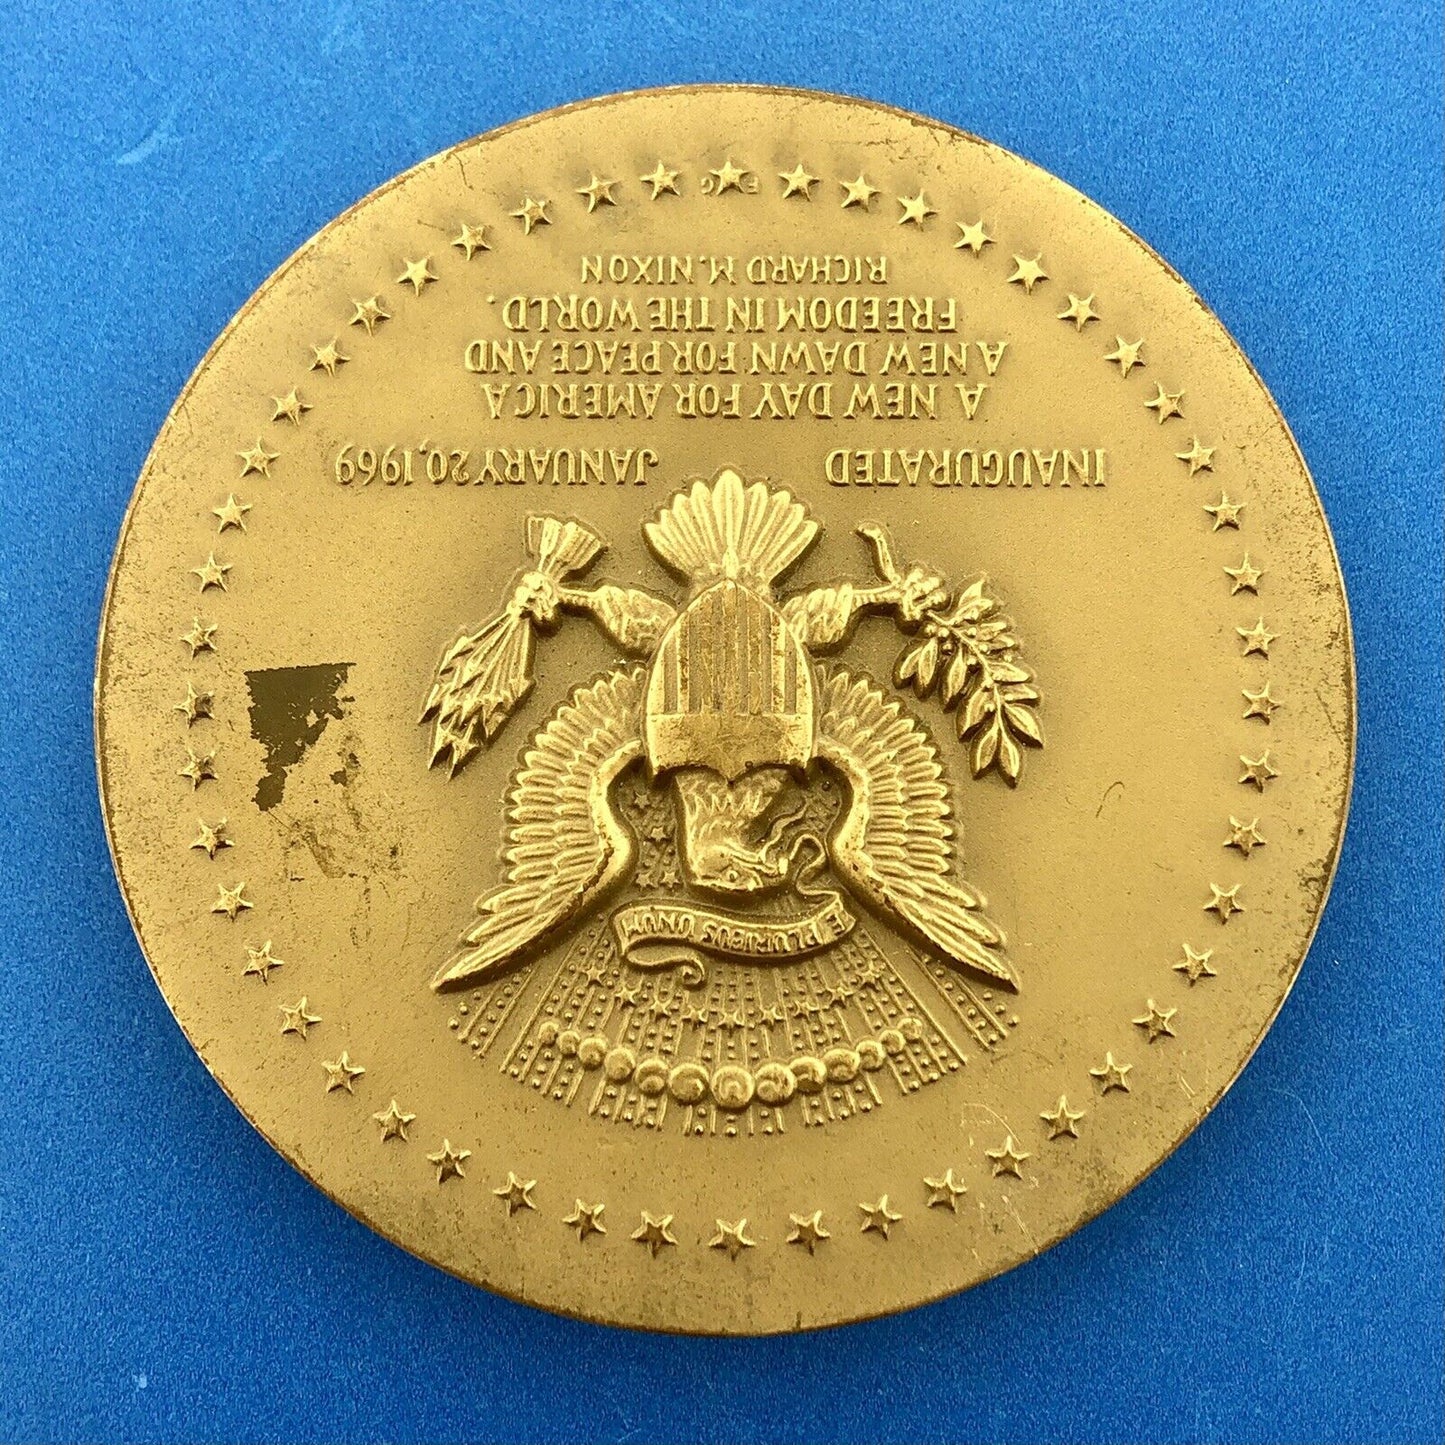 E PLURIBUS UNUM
INAUGURATED JANUARY 20, 1969
A NEW DAY FOR AMERICA
A NEW DAWN FOR PEACE AND
FREEDOM IN THE WORLD.
RICHARD M. NIXON